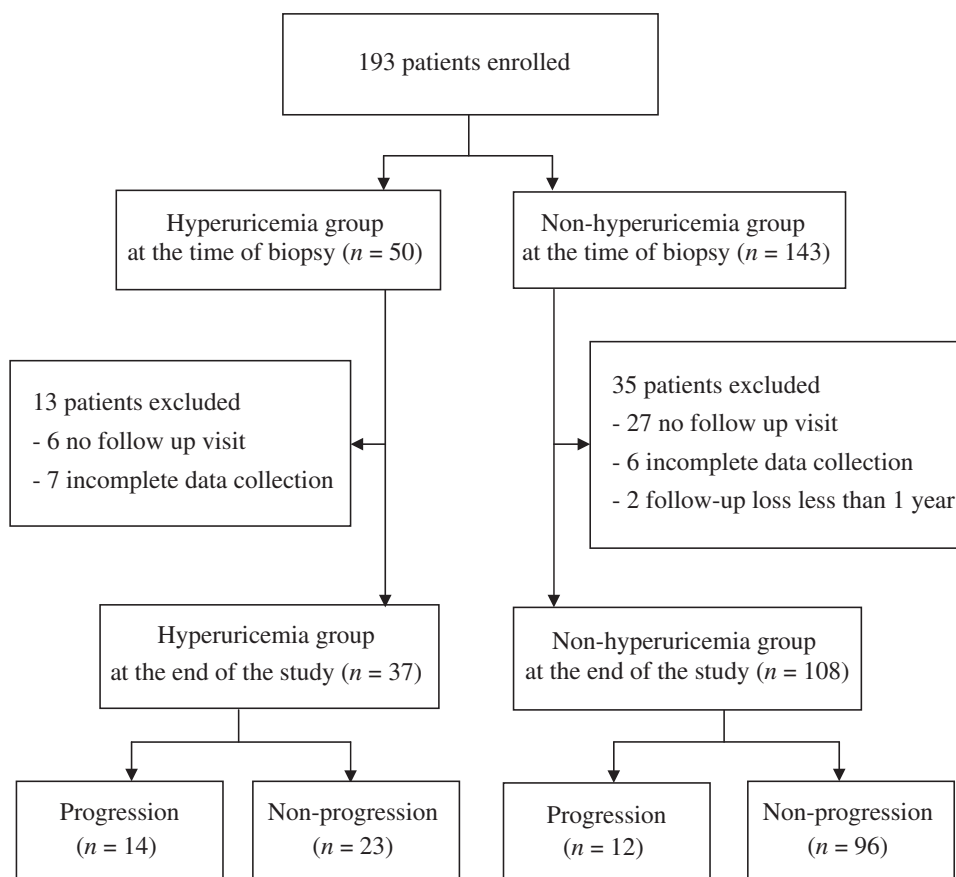 193 patients enrolled
Hyperuricemia group
at the time of biopsy (n = 50)
Non-hyperuricemia group
at the time of biopsy (n = 143)
13 patients excluded
- 6 no follow up visit
- 7 incomplete data collection
35 patients excluded
- 27 no follow up visit
- 6 incomplete data collection
- 2 follow-up loss less than 1 year
Hyperuricemia group
at the end of the study (n = 37)
Non-hyperuricemia group
at the end of the study (n = 108)
Progression
(n = 14)
Non-progression
(n = 23)
Progression
(n = 12)
Non-progression
(n = 96)